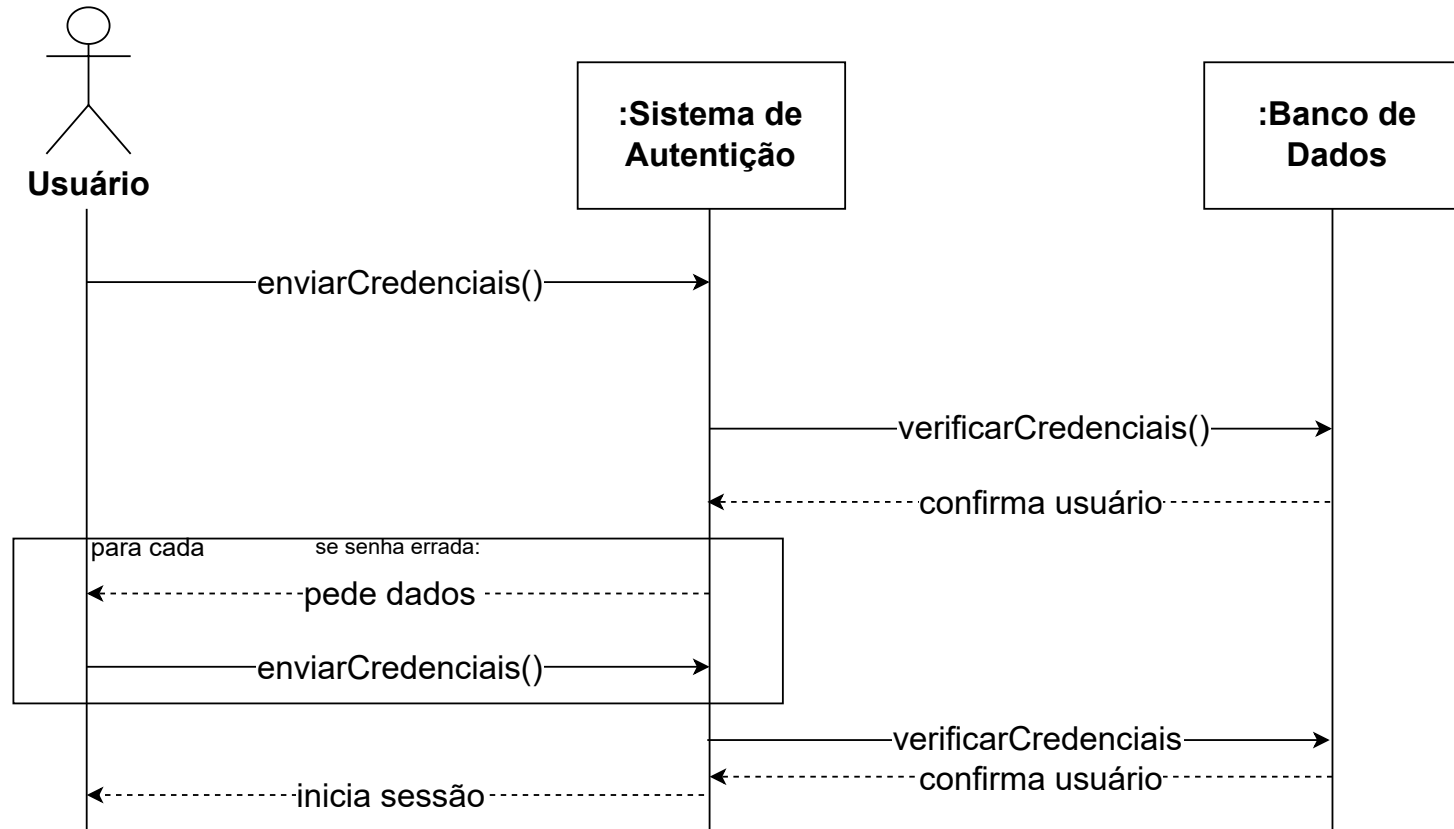 Usuário
:Sistema de
Autentição
:Banco de
Dados
enviarCredenciais()
verificarCredenciais()
confirma usuário
para cada
se senha errada:
pede dados
enviarCredenciais()
verificarCredenciais
confirma usuário
inicia sessão